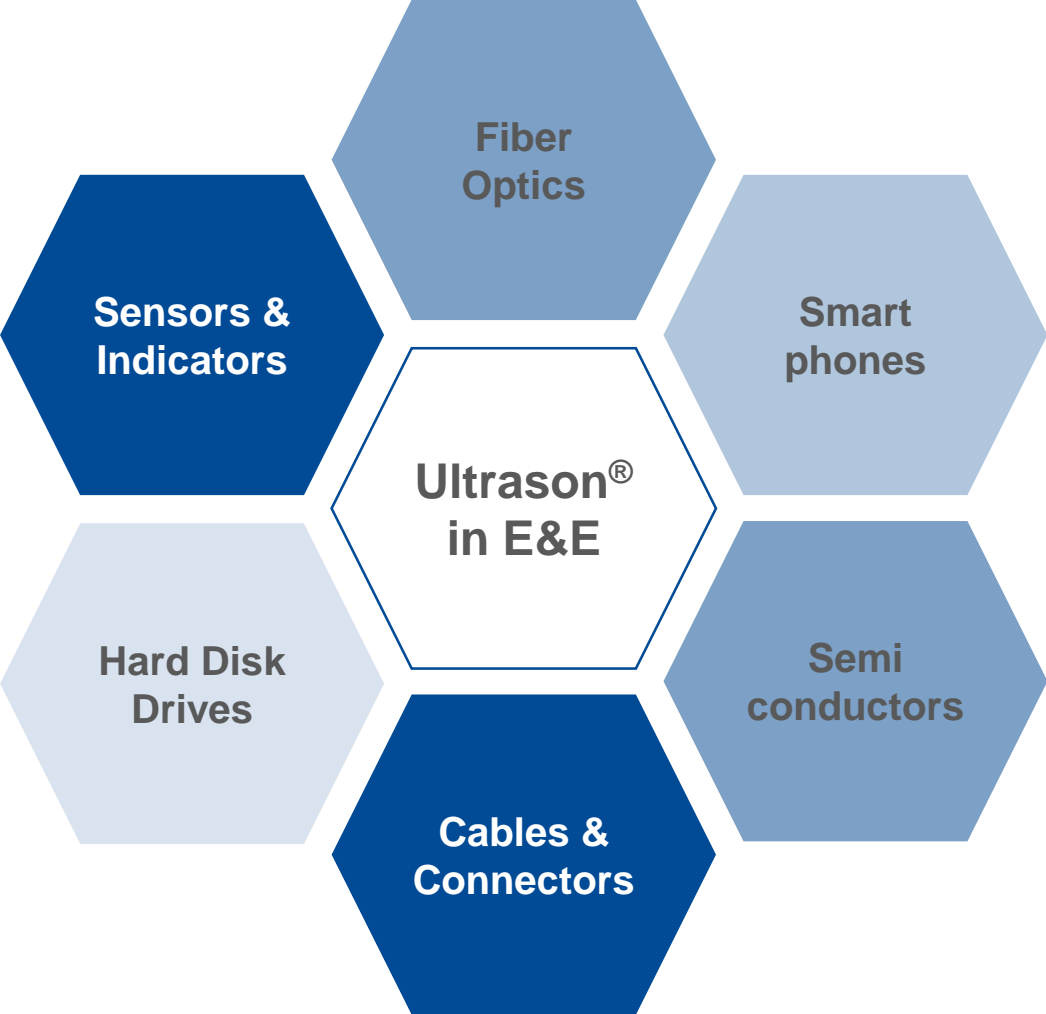 Fiber
Optics
Sensors &
Indicators
Smart
phones
Ultrason®
in E&E
Hard Disk
Drives
Semi
conductors
Cables &
Connectors